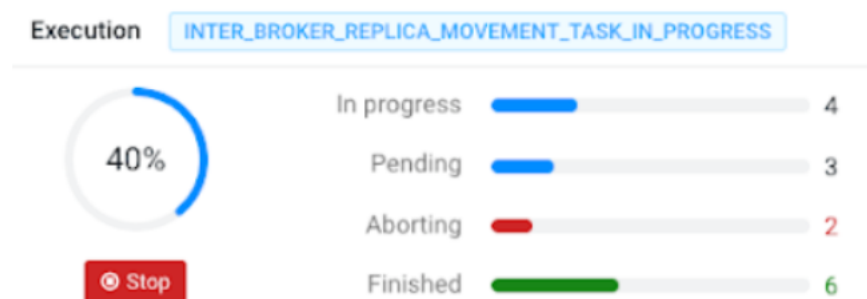 Execution INTER_BROKER_REPLICA_MOVEMENT_TASK_IN_PROGRESS
40%
In progress 4
Pending 3
Aborting 2
Stop
Finished 6